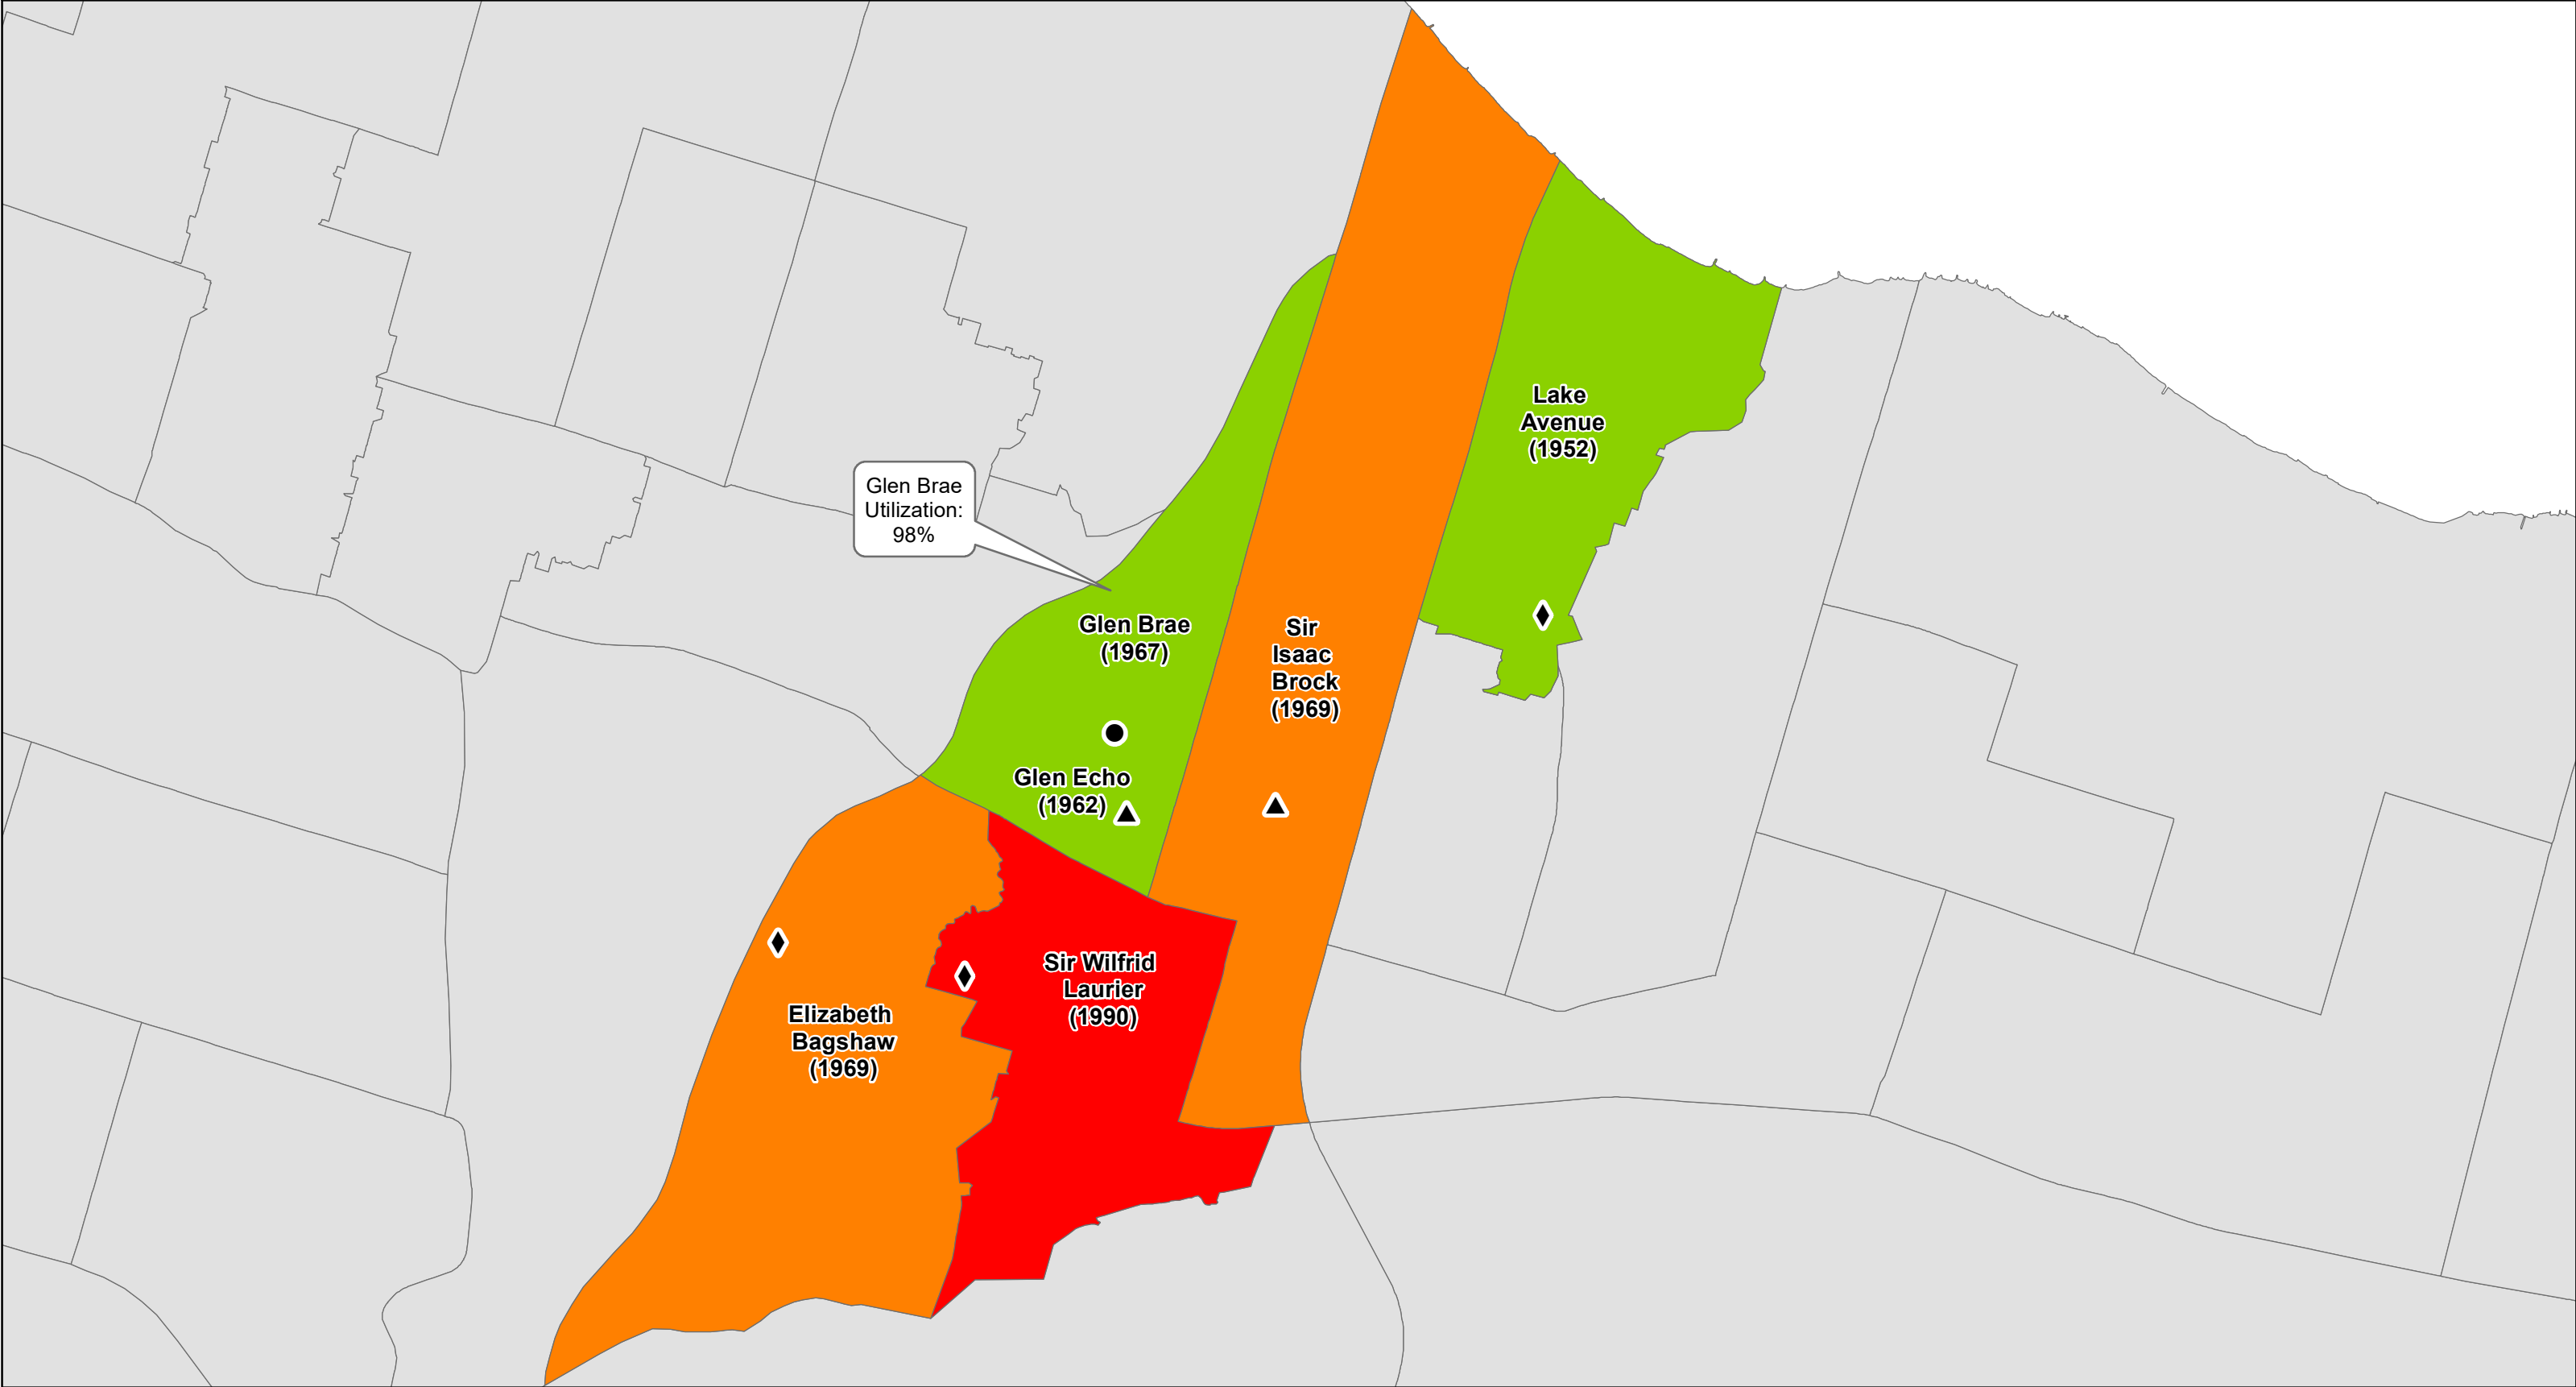 Lake
Avenue
(1952)
Glen Brae
Utilization:
98%
Glen Brae
(1967)
Sir
Isaac
Brock
(1969)
Glen Echo
(1962)
Sir Wilfrid
Laurier
(1990)
Elizabeth
Bagshaw
(1969)